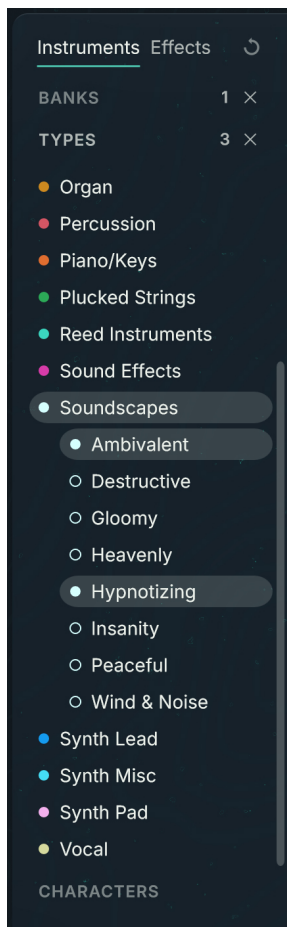 Instruments Effects
BANKS 1
TYPES 3
Organ
Percussion
Piano/Keys
Plucked Strings
Reed Instruments
Sound Effects
Soundscapes
Ambivalent
Destructive
Gloomy
Heavenly
Hypnotizing
Insanity
Peaceful
Wind & Noise
Synth Lead
Synth Misc
Synth Pad
Vocal
CHARACTERS